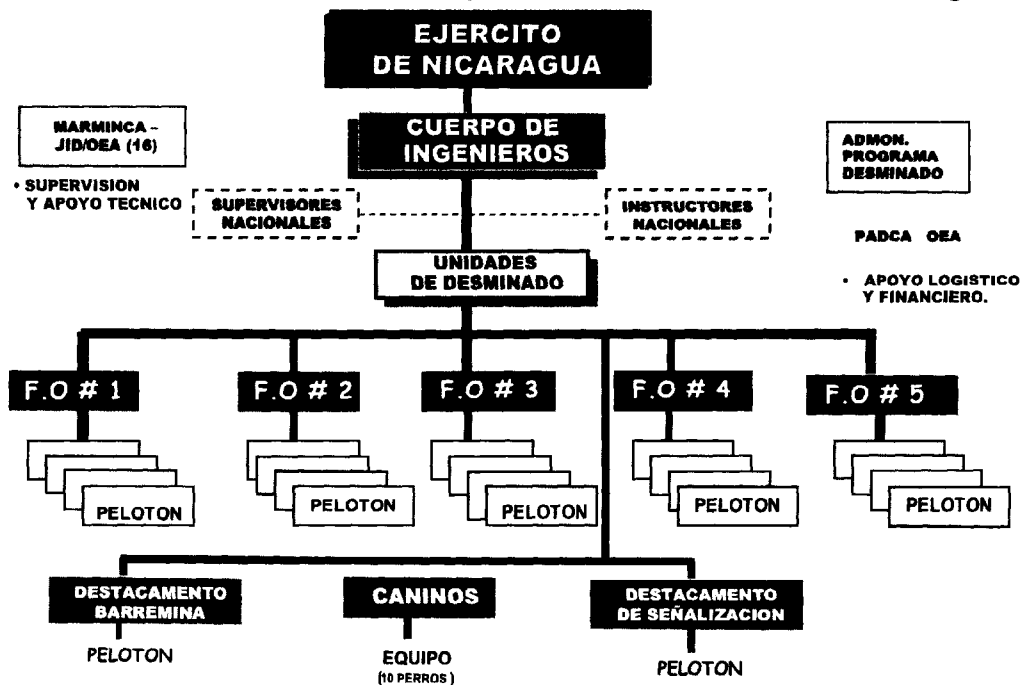 EJERCITO
DE NICARAGUA
MARMINCA –
JID/OEA (16)
• SUPERVISION
Y APOYO TECNICO
CUERPO DE
INGENIEROS
ADMON.
PROGRAMA
DESMINADO
SUPERVISORES
NACIONALES
INSTRUCTORES
NACIONALES
PADCA OEA
• APOYO LOGISTICO
Y FINANCIERO.
UNIDADES
DE DESMINADO
F.O # 1
F.O # 2
F.O # 3
F.O # 4
F.O # 5
PELOTON
PELOTON
PELOTON
PELOTON
PELOTON
DESTACAMENTO
BARREMINA
PELOTON
CANINOS
EQUIPO
(10 PERROS)
DESTACAMENTO
DE SEÑALIZACION
PELOTON